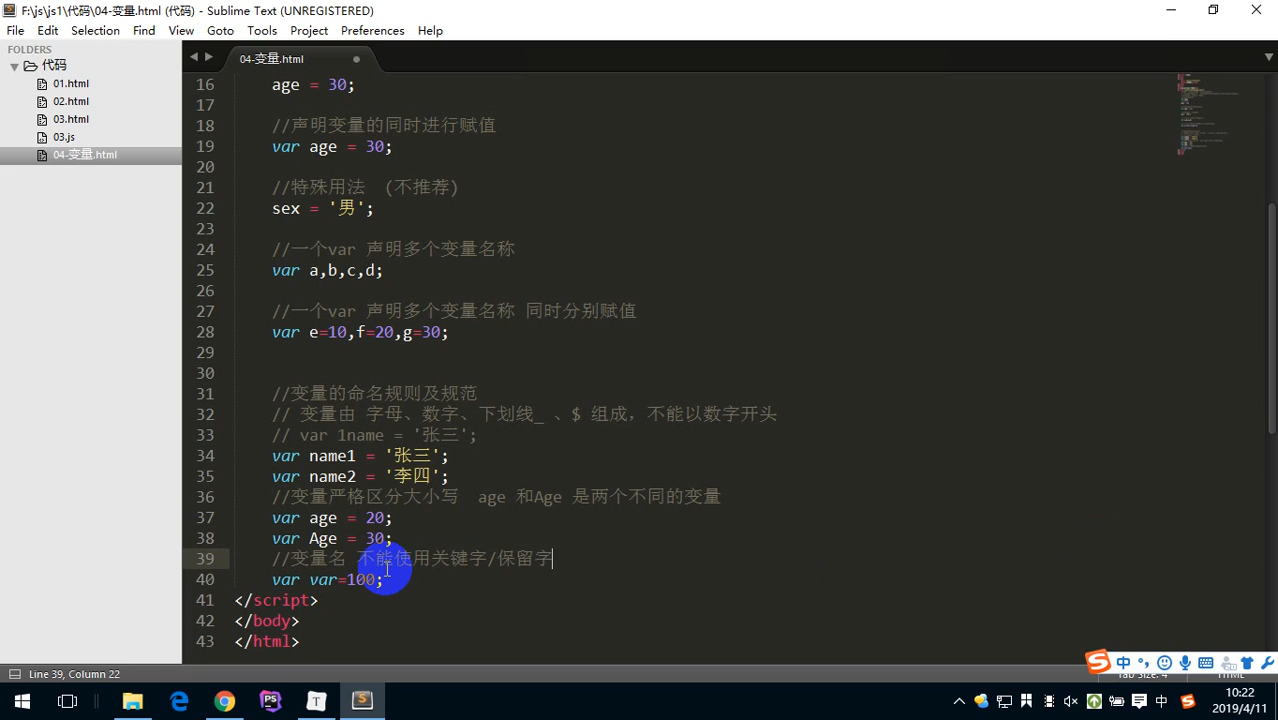 F:\js\js1\代码\04-变量.html (代码) - Sublime Text (UNREGISTERED)
File Edit Selection Find View Goto Tools Project Preferences Help
FOLDERS
代码
01.html
02.html
03.html
03.js
04-变量.html
04-变量.html
16 age = 30;
17
18 //声明变量的同时进行赋值
19 var age = 30;
20
21 //特殊用法 (不推荐)
22 sex = '男';
23
24 //一个var 声明多个变量名称
25 var a,b,c,d;
26
27 //一个var 声明多个变量名称 同时分别赋值
28 var e=10,f=20,g=30;
29
30
31 //变量的命名规则及规范
32 // 变量由 字母、数字、下划线_ 、$ 组成，不能以数字开头
33 // var 1name = '张三';
34 var name1 = '张三';
35 var name2 = '李四';
36 //变量严格区分大小写 age 和Age 是两个不同的变量
37 var age = 20;
38 var Age = 30;
39 //变量名 不能使用关键字/保留字
40 var var=100;
41 </script>
42 </body>
43 </html>
Line 39, Column 22
Tab Size: 4
HTML
中
中
10:22
2019/4/11